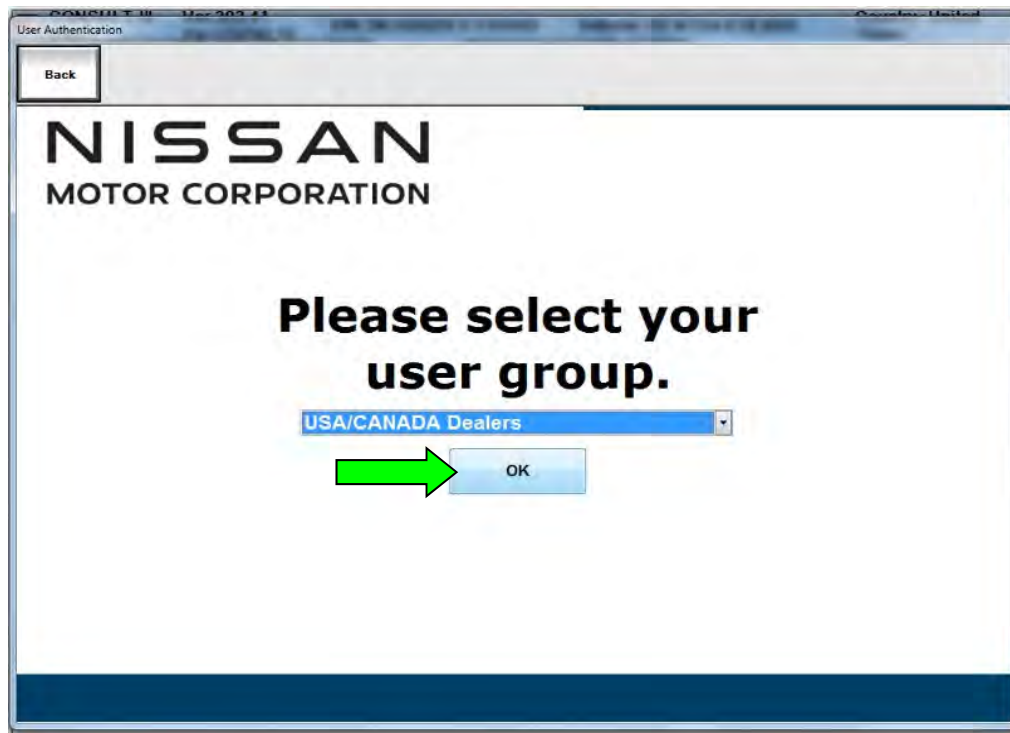 User Authentication
Back
NISSAN
MOTOR CORPORATION
Please select your
user group.
USA/CANADA Dealers
OK